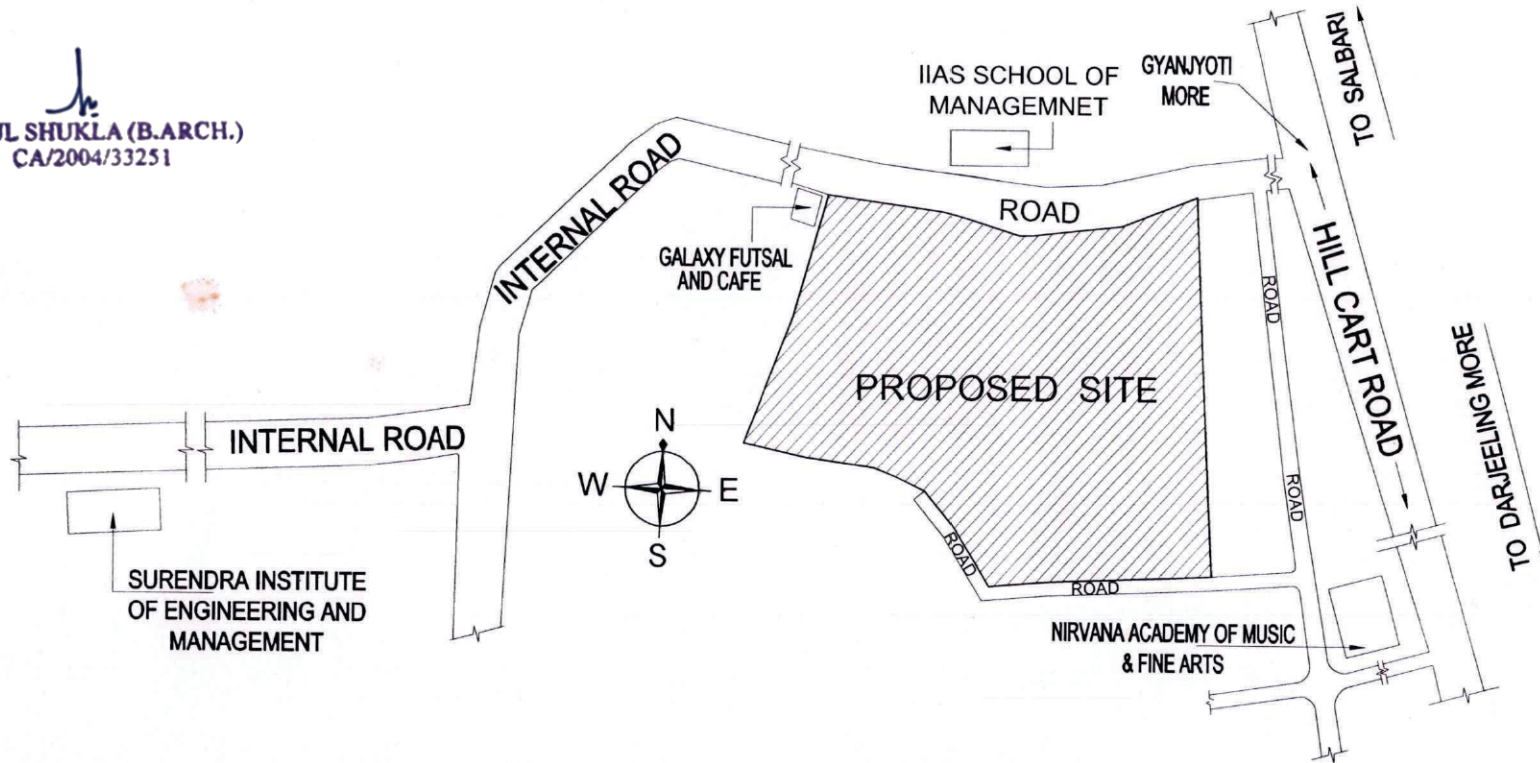 SHUKLA (B.ARCH.)
CA/2004/33251
IIAS SCHOOL OF
MANAGEMNET
GYANJYOTI
MORE
TO SALBARI
INTERNAL ROAD
ROAD
GALAXY FUTSAL
AND CAFE
ROAD
HILL CART ROAD
PROPOSED SITE
TO DARJEELING MORE
INTERNAL ROAD
N
W
E
S
ROAD
ROAD
ROAD
SURENDRA INSTITUTE
OF ENGINEERING AND
MANAGEMENT
NIRVANA ACADEMY OF MUSIC
& FINE ARTS